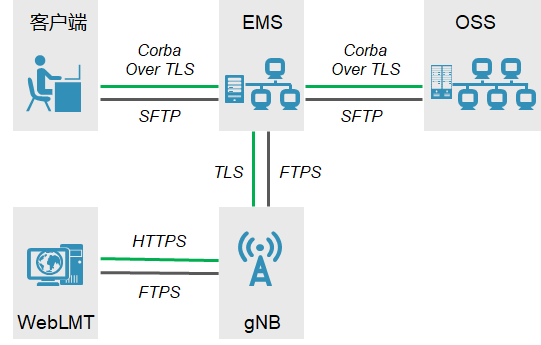 客户端
EMS
OSS
Corba
Over TLS
Corba
Over TLS
SFTP
SFTP
TLS
FTPS
HTTPS
FTPS
WebLMT
gNB